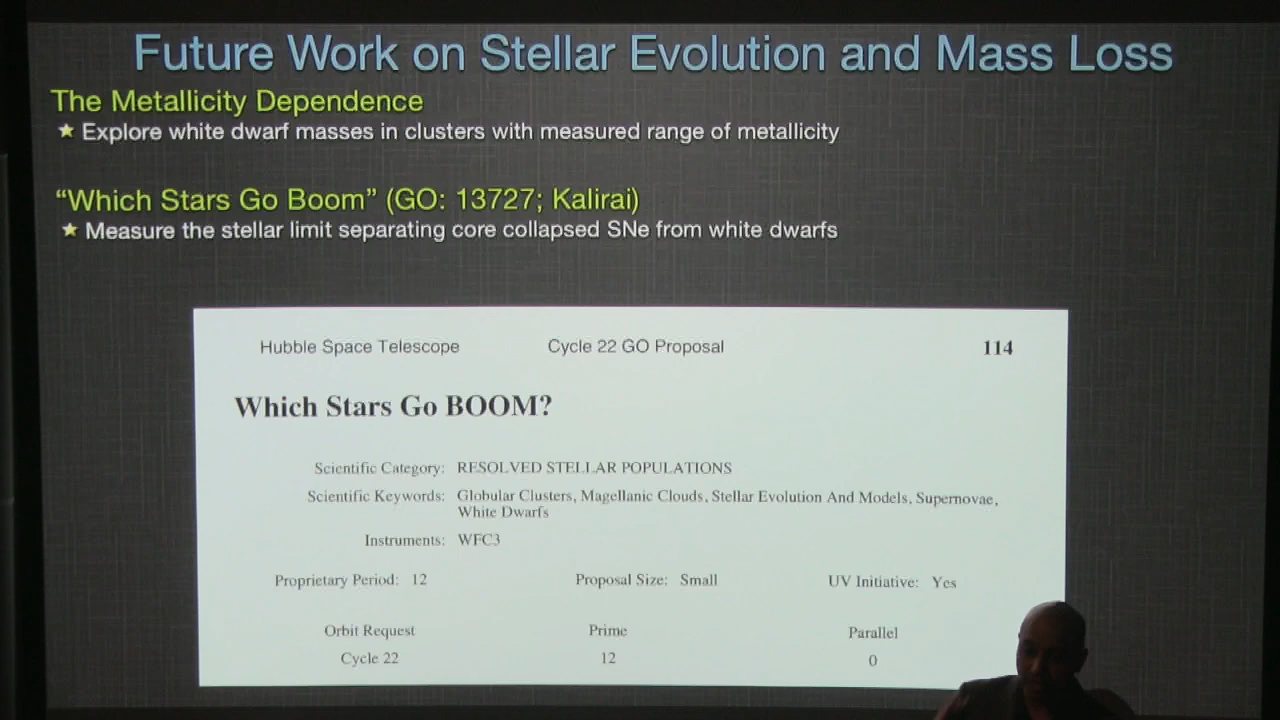 Future Work on Stellar Evolution and Mass Loss
The Metallicity Dependence
★ Explore white dwarf masses in clusters with measured range of metallicity
“Which Stars Go Boom” (GO: 13727; Kalirai)
★ Measure the stellar limit separating core collapsed SNe from white dwarfs
Hubble Space Telescope Cycle 22 GO Proposal 114
Which Stars Go BOOM?
Scientific Category: RESOLVED STELLAR POPULATIONS
Scientific Keywords: Globular Clusters, Magellanic Clouds, Stellar Evolution And Models, Supernovae,
White Dwarfs
Instruments: WFC3
Proprietary Period: 12 Proposal Size: Small UV Initiative: Yes
Orbit Request Prime Parallel
Cycle 22 12 0